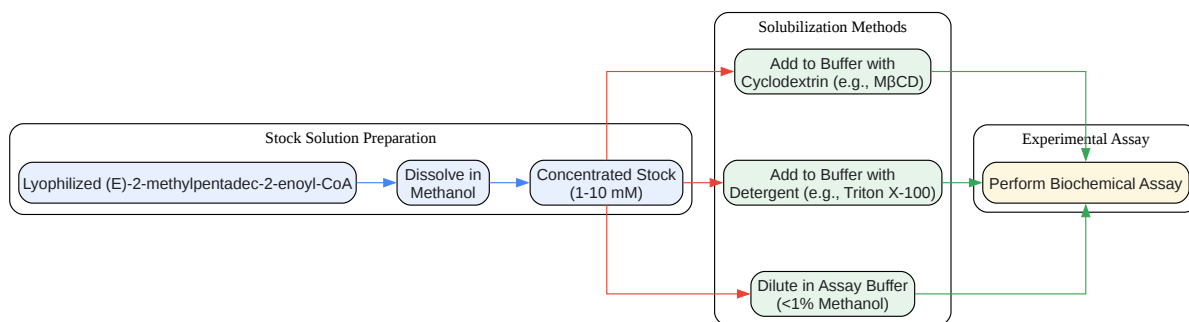 Stock Solution Preparation
Lyophilized (E)-2-methylpentadec-2-enoyl-CoA
Dissolve in
Methanol
Concentrated Stock
(1-10 mM)
Solubilization Methods
Add to Buffer with
Cyclodextrin (e.g., MβCD)
Add to Buffer with
Detergent (e.g., Triton X-100)
Dilute in Assay Buffer
(<1% Methanol)
Experimental Assay
Perform Biochemical Assay